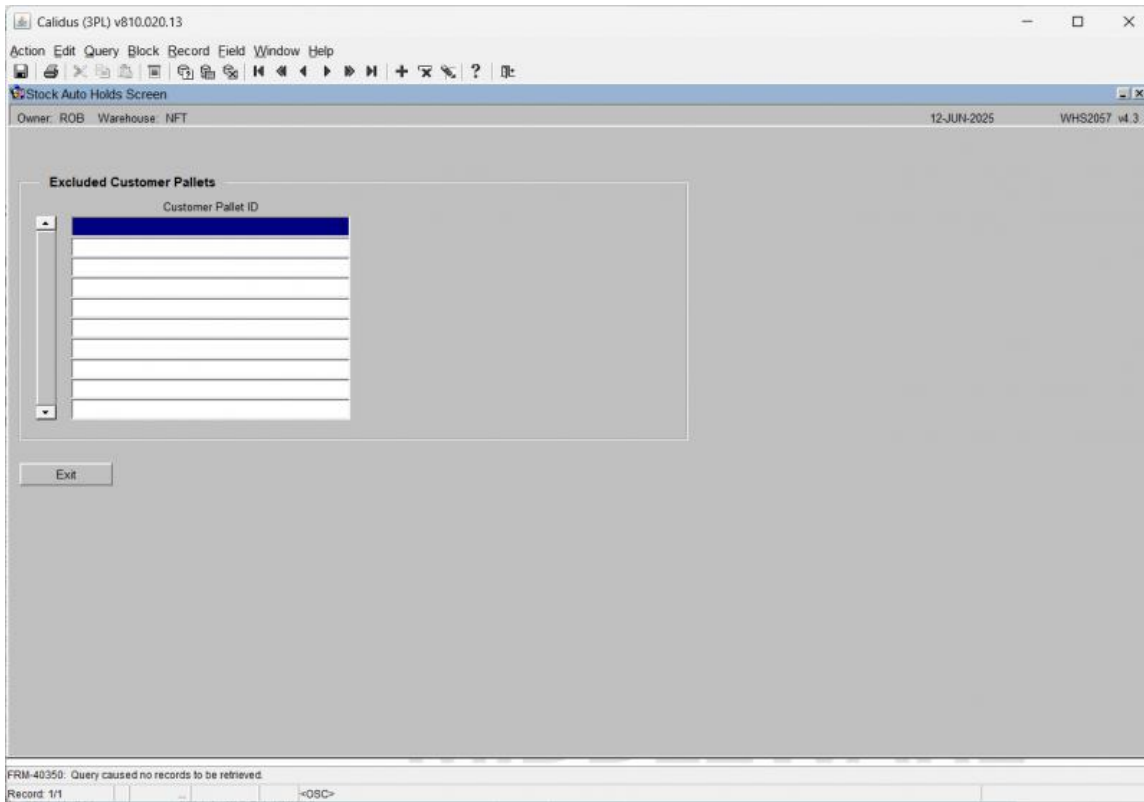 Calidus (3PL) v810.020.13
Action Edit Query Block Record Field Window Help
Stock Auto Holds Screen
Owner: ROB Warehouse: NFT 12-JUN-2025 WHS2057 v4.3
Excluded Customer Pallets
Customer Pallet ID
Exit
FRM-40350: Query caused no records to be retrieved.
Record: 1/1 ... <OSC>